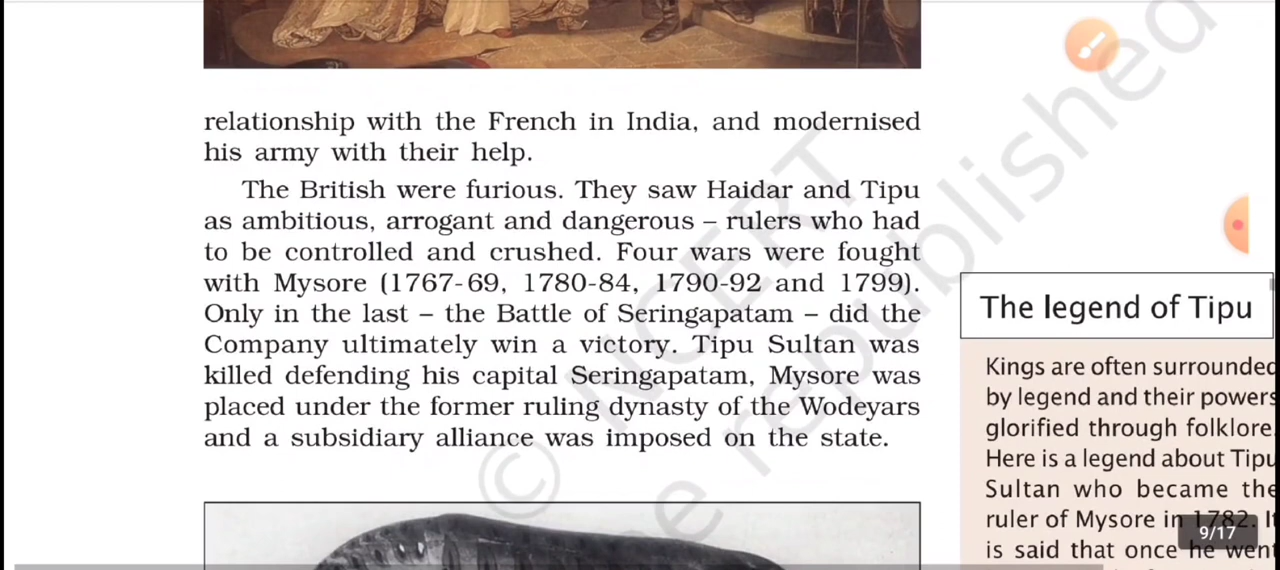 relationship with the French in India, and modernised
his army with their help.
The British were furious. They saw Haidar and Tipu
as ambitious, arrogant and dangerous – rulers who had
to be controlled and crushed. Four wars were fought
with Mysore (1767-69, 1780-84, 1790-92 and 1799).
Only in the last – the Battle of Seringapatam – did the
Company ultimately win a victory. Tipu Sultan was
killed defending his capital Seringapatam, Mysore was
placed under the former ruling dynasty of the Wodeyars
and a subsidiary alliance was imposed on the state.
The legend of Tipu
Kings are often surrounded
by legend and their powers
glorified through folklore
Here is a legend about Tipu
Sultan who became the
ruler of Mysore in 1782. It
is said that once he went
9/17
© NCERT
e republished